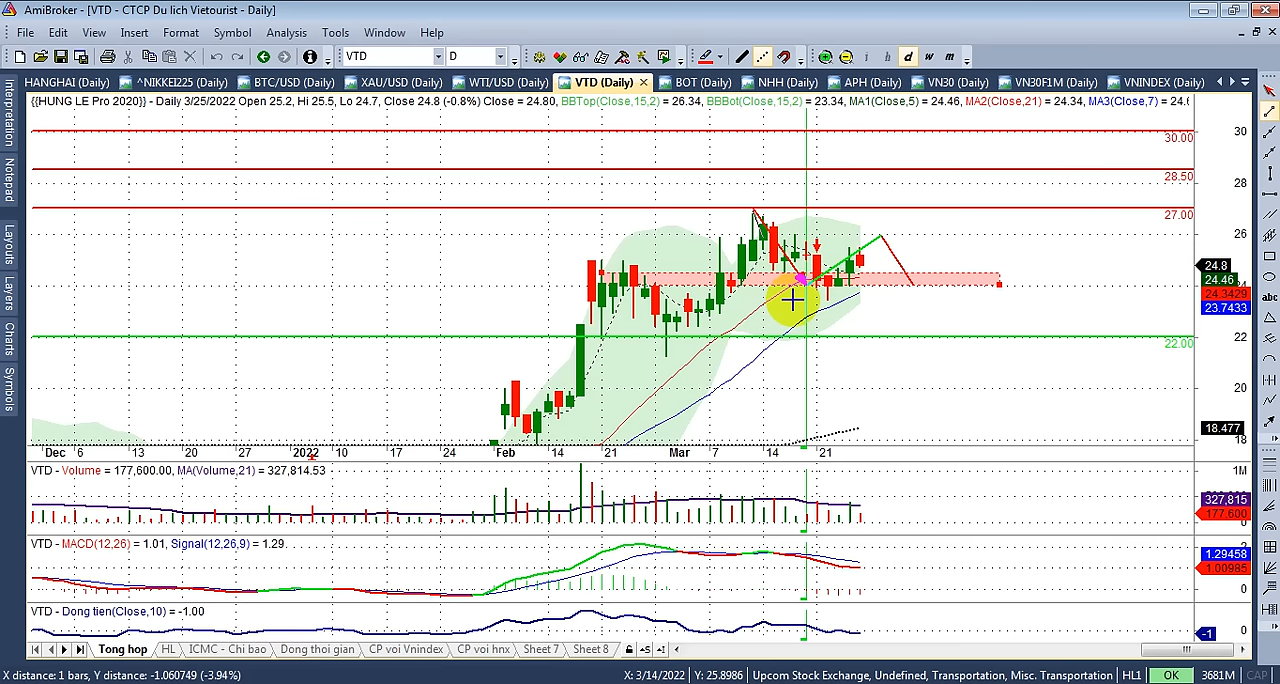 AmiBroker - [VTD - CTCP Du lich Vietourist - Daily]
File Edit View Insert Format Symbol Analysis Tools Window Help
VTD D i h d w m
HANGHAI (Daily) ^NIKKEI225 (Daily) BTC/USD (Daily) XAU/USD (Daily) WTI/USD (Daily) VTD (Daily) BOT (Daily) NHH (Daily) APH (Daily) VN30 (Daily) VN30F1M (Daily) VNINDEX (Daily)
{{HUNG LE Pro 2020}} - Daily 3/25/2022 Open 25.2, Hi 25.5, Lo 24.7, Close 24.8 (-0.8%) Close = 24.80, BBTop(Close,15,2) = 26.34, BBBot(Close,15,2) = 23.34, MA1(Close,5) = 24.46, MA2(Close,21) = 24.34, MA3(Close,7) = 24.6
Interpretation
Notepad
Layouts
Layers
Charts
Symbols
abc
30
30.00
28.50
28
27.00
26
24.8
24.46
24
24.3429
23.7433
22
22.00
20
18.477
18
Dec 6 13 20 27 2022 10 17 24 Feb 14 21 Mar 7 14 21
VTD - Volume = 177,600.00, MA(Volume,21) = 327,814.53
1M
327,815
177,600
0
VTD - MACD(12,26) = 1.01, Signal(12,26,9) = 1.29
2
1.29458
1.00985
0
VTD - Dong tien(Close,10) = -1.00
0
-1
Tong hop HL ICMC - Chi bao Dong thoi gian CP voi Vnindex CP voi hnx Sheet 7 Sheet 8
X distance: 1 bars, Y distance: -1.060749 (-3.94%) X: 3/14/2022 Y: 25.8986 Upcom Stock Exchange, Undefined, Transportation, Misc. Transportation HL1 OK 3681M CAP